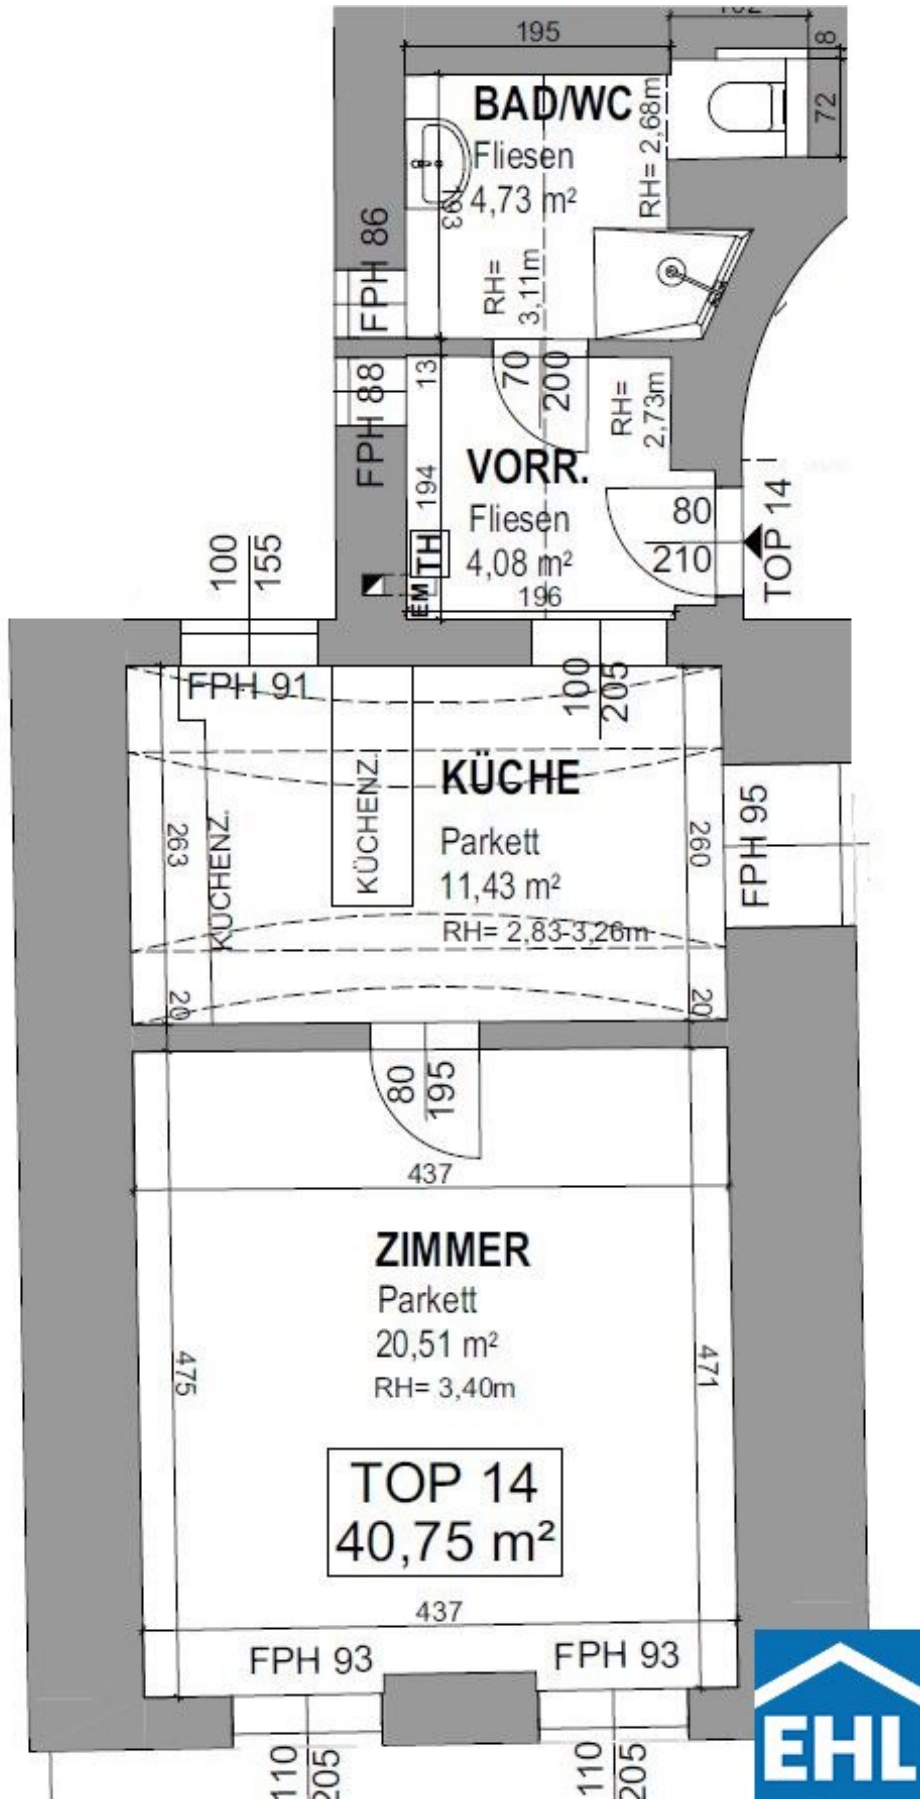 195
8
72
BAD/WC
Fliesen
4,73 m²
193
RH= 2,68m
RH=
3,11m
FPH 86
FPH 88
13
70
200
RH=
2,73m
194
VORR.
Fliesen
4,08 m²
80
210
TOP 14
EM
TH
196
100
155
FPH 91
100
205
KÜCHENZ.
KÜCHENZ.
KÜCHE
Parkett
11,43 m²
RH= 2,83-3,26m
263
260
FPH 95
20
20
80
195
437
ZIMMER
Parkett
20,51 m²
RH= 3,40m
475
471
TOP 14
40,75 m²
437
FPH 93
FPH 93
110
205
110
205
EHL